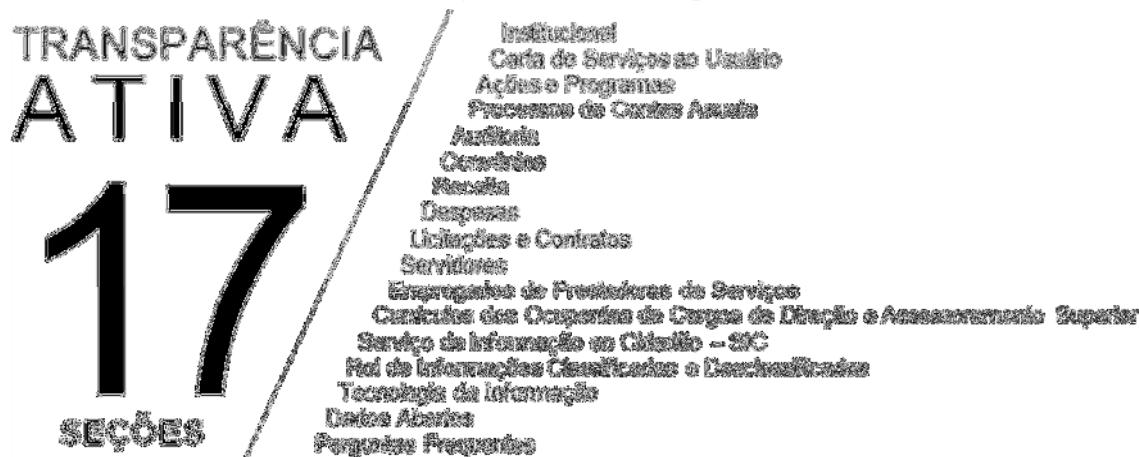 TRANSPARÊNCIA
ATIVA
17
SEÇÕES
Institucional
Carta de Serviços ao Usuário
Ações e Programas
Processos de Contas Anuais
Auditoria
Convênios
Receita
Despesas
Licitações e Contratos
Servidores
Empregados de Prestadoras de Serviços
Currículos dos Ocupantes de Cargos de Direção e Assessoramento Superior
Serviço de Informação ao Cidadão – SIC
Rol de Informações Classificadas e Desclassificadas
Tecnologia da Informação
Dados Abertos
Perguntas Frequentes